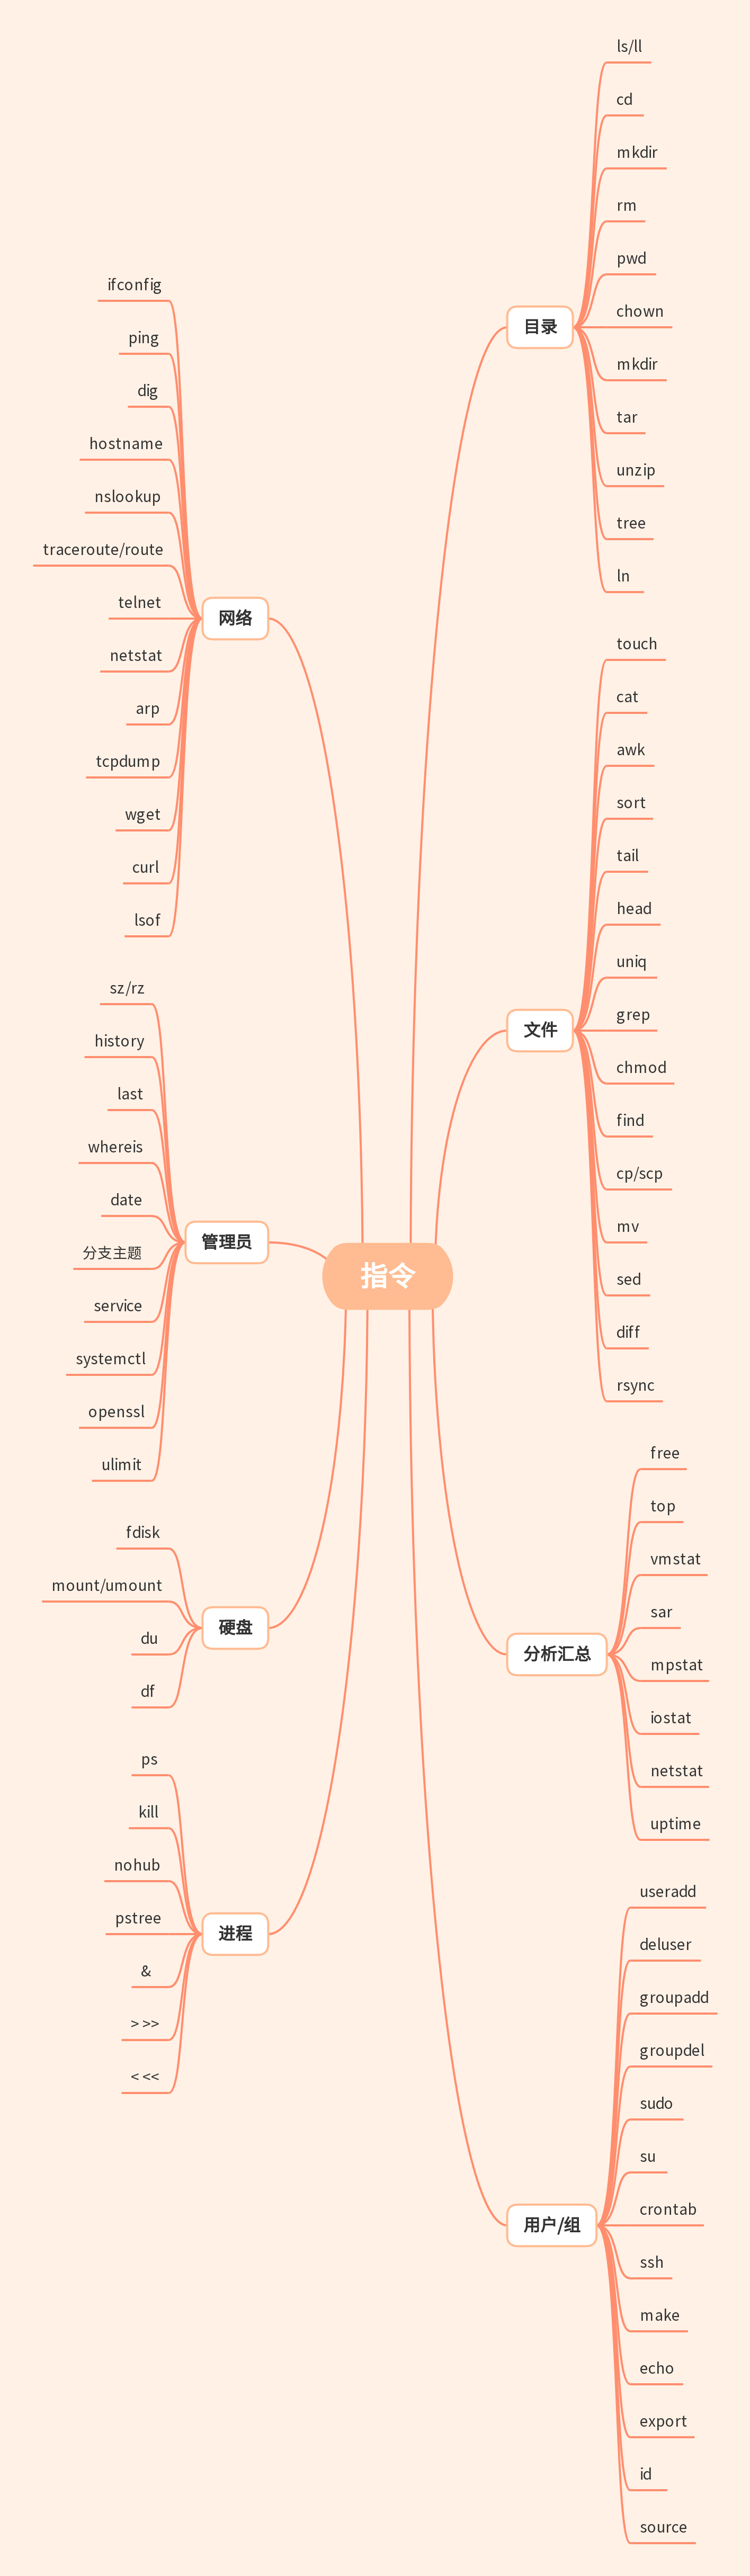 指令
目录
ls/ll
cd
mkdir
rm
pwd
chown
mkdir
tar
unzip
tree
ln
文件
touch
cat
awk
sort
tail
head
uniq
grep
chmod
find
cp/scp
mv
sed
diff
rsync
分析汇总
free
top
vmstat
sar
mpstat
iostat
netstat
uptime
用户/组
useradd
deluser
groupadd
groupdel
sudo
su
crontab
ssh
make
echo
export
id
source
网络
ifconfig
ping
dig
hostname
nslookup
traceroute/route
telnet
netstat
arp
tcpdump
wget
curl
lsof
管理员
sz/rz
history
last
whereis
date
分支主题
service
systemctl
openssl
ulimit
硬盘
fdisk
mount/umount
du
df
进程
ps
kill
nohub
pstree
&
> >>
< <<